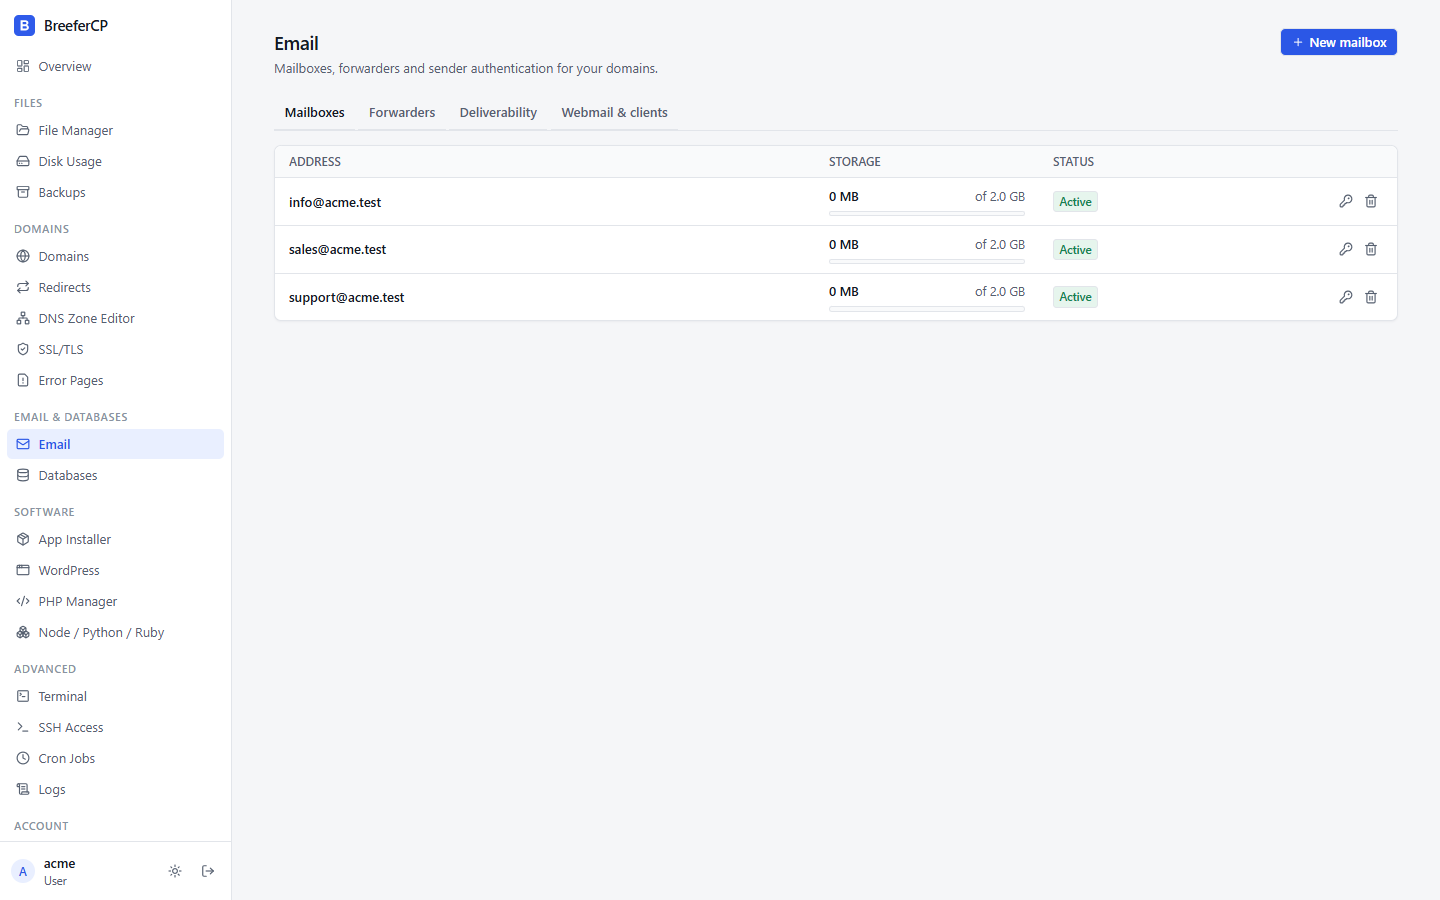 B BreeferCP
Overview
FILES
File Manager
Disk Usage
Backups
DOMAINS
Domains
Redirects
DNS Zone Editor
SSL/TLS
Error Pages
EMAIL & DATABASES
Email
Databases
SOFTWARE
App Installer
WordPress
PHP Manager
Node / Python / Ruby
ADVANCED
Terminal
SSH Access
Cron Jobs
Logs
ACCOUNT
A acme
User
Email
New mailbox
Mailboxes, forwarders and sender authentication for your domains.
Mailboxes Forwarders Deliverability Webmail & clients
ADDRESS STORAGE STATUS
info@acme.test 0 MB of 2.0 GB Active
sales@acme.test 0 MB of 2.0 GB Active
support@acme.test 0 MB of 2.0 GB Active